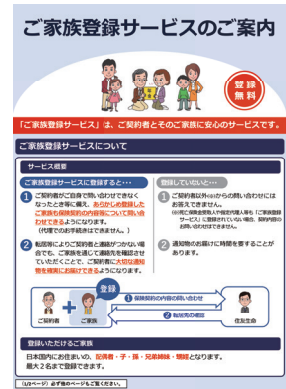 ご家族登録サービスのご案内
登録
無料
「ご家族登録サービス」は、ご契約者とそのご家族に安心のサービスです。
ご家族登録サービスについて
サービス概要
ご家族登録サービスに登録すると・・・
登録していないと・・・
1 ご契約者がご自身で問い合わせできなく
なったとき等に備え、あらかじめ登録した
ご家族も保険契約の内容等について問い合
わせできるようになります。
(代理でのお手続きはできません。)
2 転居等によりご契約者と連絡がつかない場
合でも、ご家族を通じて連絡先を確認させ
ていただくことで、ご契約者に大切な通知
物を確実にお届けできるようになります。
1 ご契約者以外(※)からの問い合わせには
お答えできません。
2 通知物のお届けに時間を要することが
あります。
登録
1 保険契約の内容の問い合わせ
2 転居先の確認
ご契約者
ご家族
住友生命
登録いただけるご家族
日本国内にお住まいの、配偶者・子・孫・兄弟姉妹・甥姪となります。
最大2名まで登録できます。
(1/2ページ)必ず他のページもご覧ください。